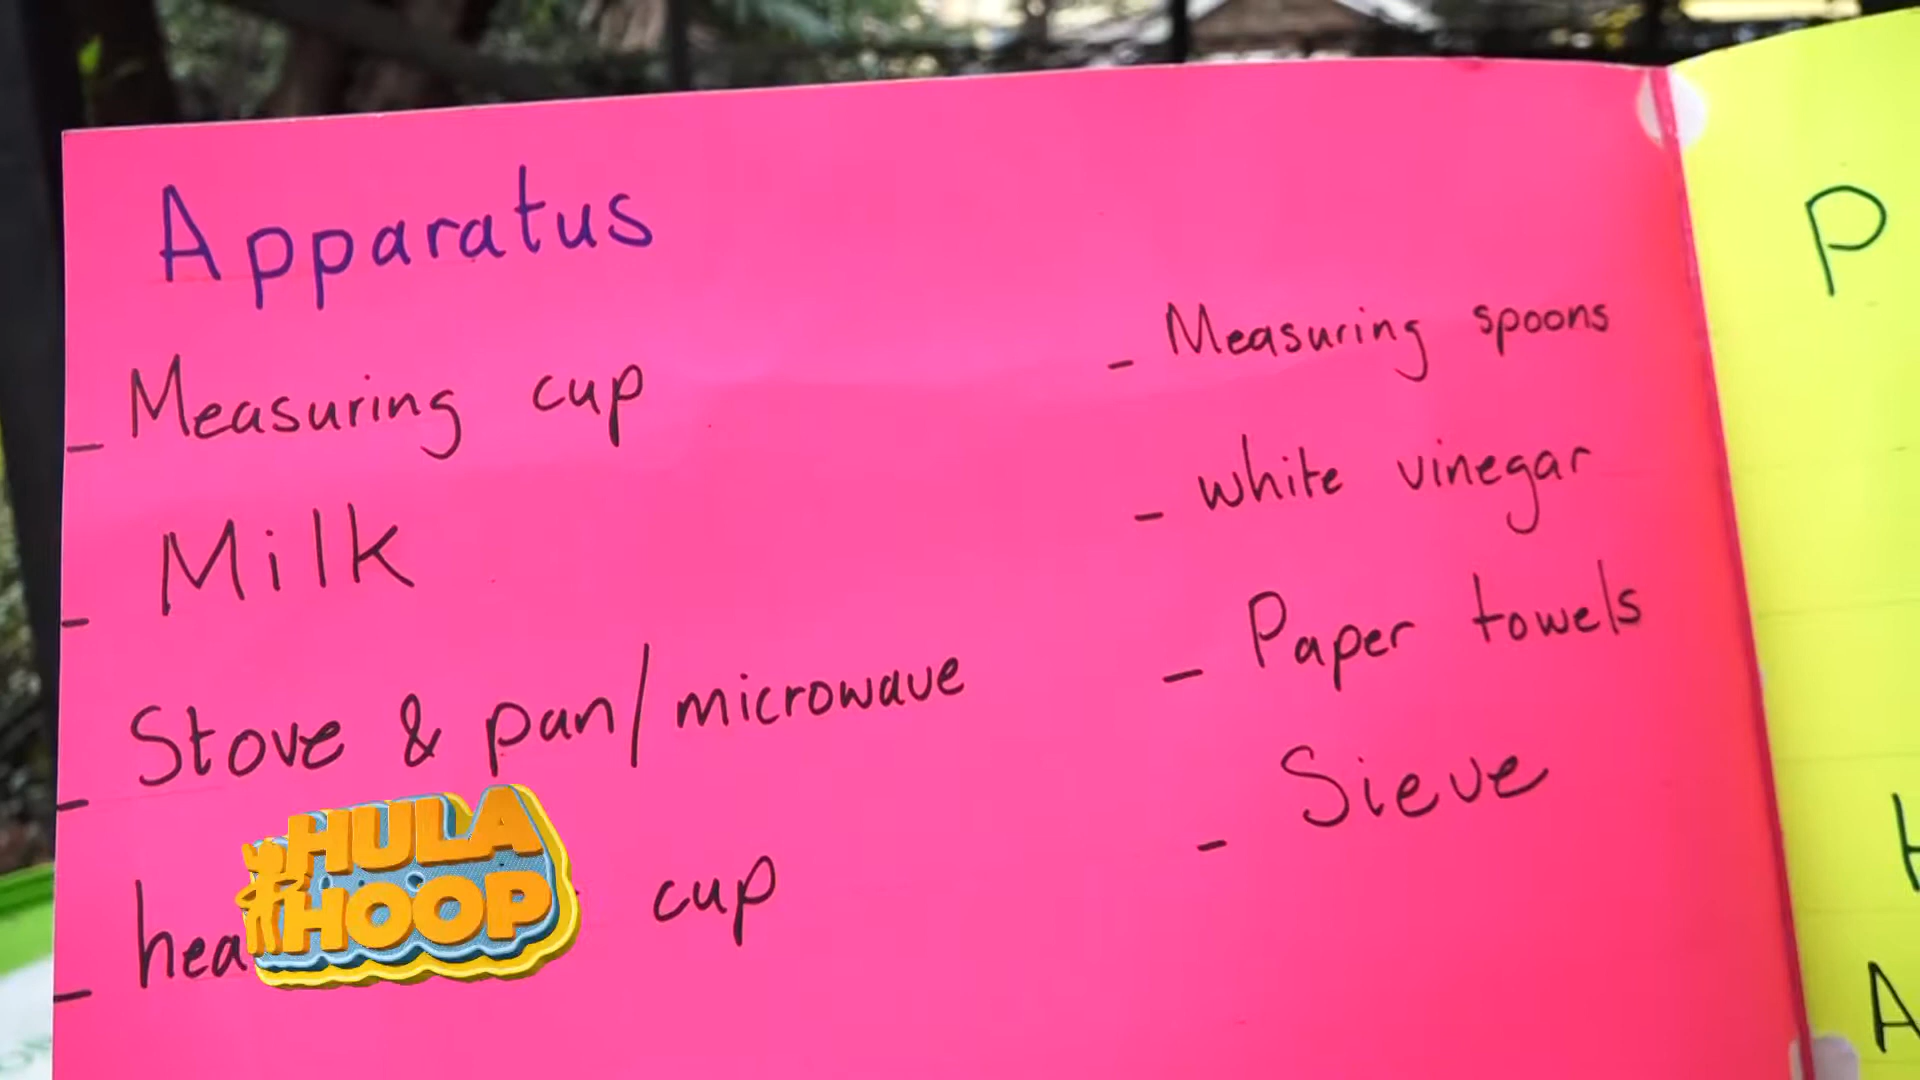 Apparatus
- Measuring cup
- Milk
- Stove & pan/microwave
- cup
- Measuring spoons
- white vinegar
- Paper towels
- Sieve
HULA
HOOP
P
A